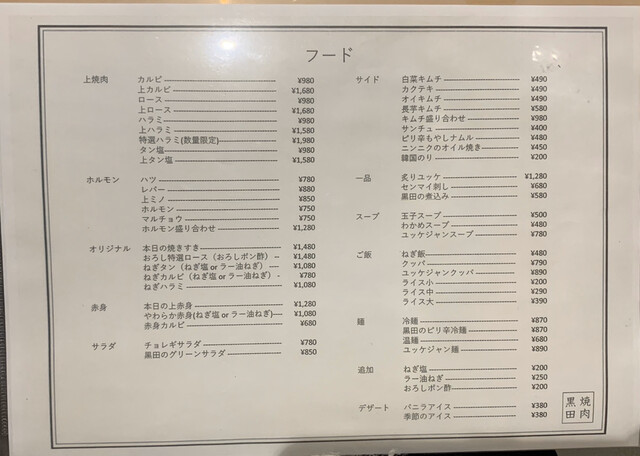 フード
上焼肉 カルビ ¥980
上カルビ ¥1,680
ロース ¥980
上ロース ¥1,680
ハラミ ¥980
上ハラミ ¥1,580
特選ハラミ(数量限定) ¥1,980
タン塩 ¥980
上タン塩 ¥1,580
ホルモン ハツ ¥780
レバー ¥880
上ミノ ¥850
ホルモン ¥750
マルチョウ ¥750
ホルモン盛り合わせ ¥1,280
オリジナル 本日の焼きすき ¥1,480
おろし特選ロース(おろしポン酢) ¥1,480
ねぎタン(ねぎ塩 or ラー油ねぎ) ¥1,080
ねぎカルビ(ねぎ塩 or ラー油ねぎ) ¥780
ねぎハラミ ¥1,080
赤身 本日の上赤身 ¥1,280
やわらか赤身(ねぎ塩 or ラー油ねぎ) ¥1,080
赤身カルビ ¥680
サラダ チョレギサラダ ¥780
黒田のグリーンサラダ ¥850
サイド 白菜キムチ ¥490
カクテキ ¥490
オイキムチ ¥490
長芋キムチ ¥580
キムチ盛り合わせ ¥980
サンチュ ¥400
ピリ辛もやしナムル ¥480
ニンニクのオイル焼き ¥450
韓国のり ¥200
一品 炙りユッケ ¥1,280
センマイ刺し ¥680
黒田の煮込み ¥580
スープ 玉子スープ ¥500
わかめスープ ¥480
ユッケジャンスープ ¥780
ご飯 ねぎ飯 ¥480
クッパ ¥790
ユッケジャンクッパ ¥890
ライス小 ¥200
ライス中 ¥290
ライス大 ¥390
麺 冷麺 ¥870
黒田のピリ辛冷麺 ¥870
温麺 ¥680
ユッケジャン麺 ¥890
追加 ねぎ塩 ¥200
ラー油ねぎ ¥250
おろしポン酢 ¥200
デザート バニラアイス ¥380
季節のアイス ¥380
焼肉
黒田